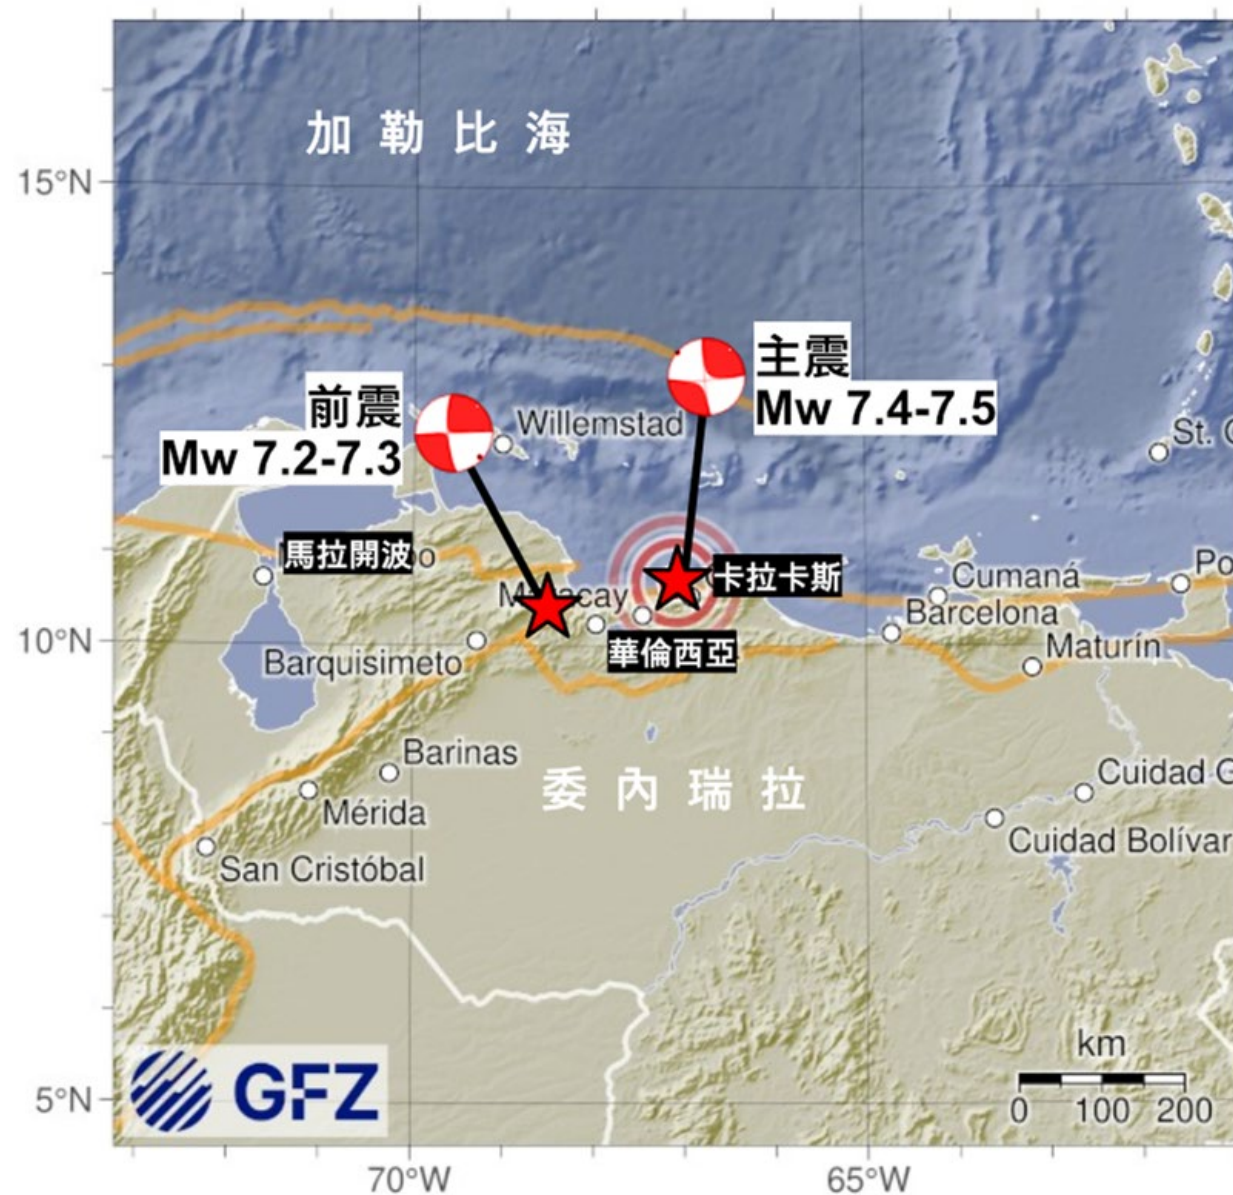 加勒比海
15°N
主震
Mw 7.4-7.5
前震
Mw 7.2-7.3
Willemstad
St.
馬拉開波
卡拉卡斯
Cumaná
Barcelona
10°N
Barquisimeto
華倫西亞
Maturín
Barinas
委內瑞拉
Mérida
Cuidad
Cuidad Bolívar
San Cristóbal
km
0 100 200
5°N
GFZ
70°W
65°W